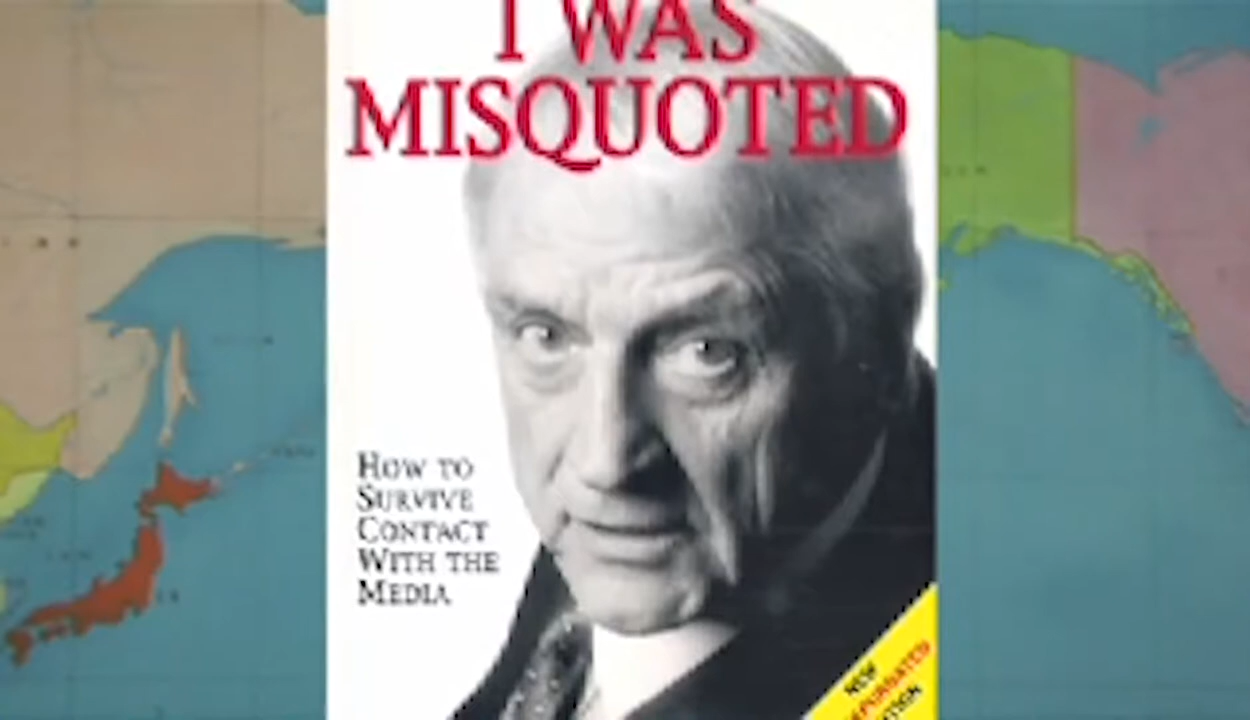 I WAS
MISQUOTED
HOW TO
SURVIVE
CONTACT
WITH THE
MEDIA
NEW